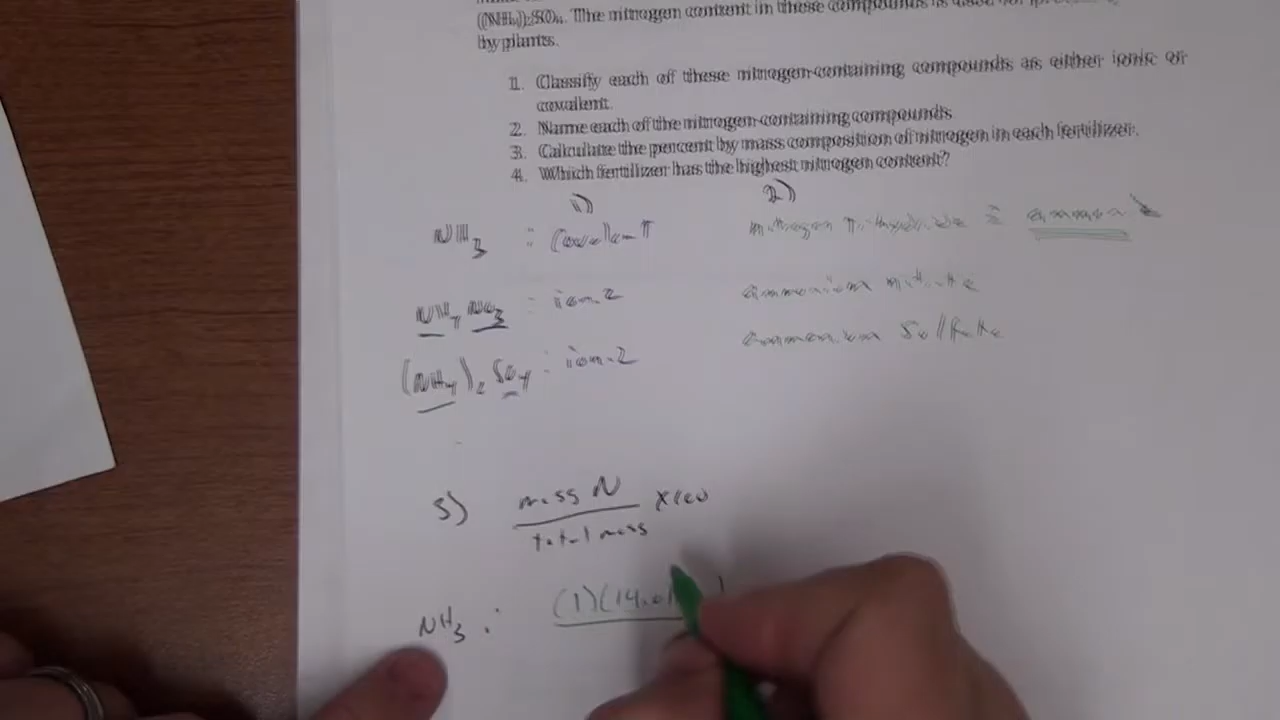 ((NH₄)₂SO₄. The nitrogen content in these compounds is used for
by plants.
1. Classify each of these nitrogen-containing compounds as either ionic or
covalent.
2. Name each of the nitrogen-containing compounds.
3. Calculate the percent by mass composition of nitrogen in each fertilizer.
4. Which fertilizer has the highest nitrogen content?
1) 2)
NH₃ : Covalent nitrogen trihydride = ammonia
NH₄NO₃ : ionic ammonium nitrate
(NH₄)₂SO₄ : ionic ammonium sulfate
3) mass N
x100
total mass
NH₃ : (1)(14.01